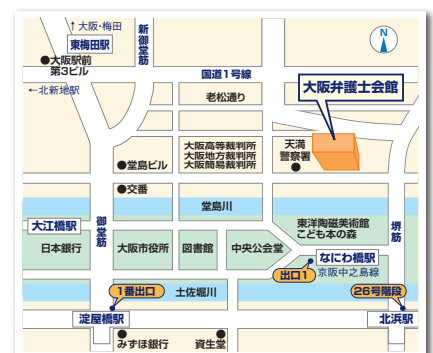 ↑大阪・梅田
東梅田駅
新御堂筋
N
●大阪駅前
第3ビル
国道1号線
←北新地駅
老松通り
大阪弁護士会館
大阪高等裁判所
大阪地方裁判所
大阪簡易裁判所
天満
警察署
●堂島ビル
●交番
堂島川
大江橋駅
御堂筋
東洋陶磁美術館
こども本の森
堺筋
日本銀行
大阪市役所
図書館
中央公会堂
なにわ橋駅
出口1
京阪中之島線
1番出口
土佐堀川
26号階段
淀屋橋駅
北浜駅
みずほ銀行
資生堂